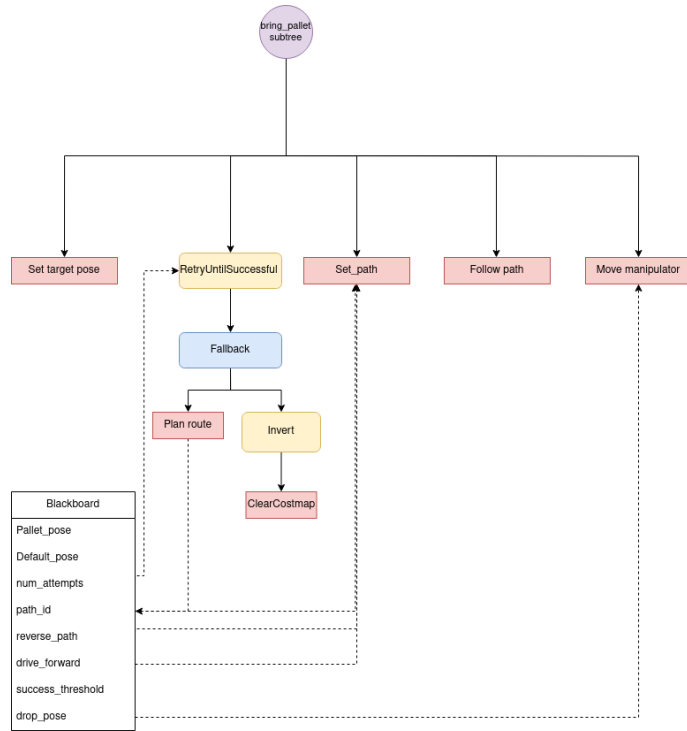 bring_pallet
subtree
Set target pose
RetryUntilSuccessful
Set_path
Follow path
Move manipulator
Fallback
Plan route
Invert
ClearCostmap
Blackboard
Pallet_pose
Default_pose
num_attempts
path_id
reverse_path
drive_forward
success_threshold
drop_pose